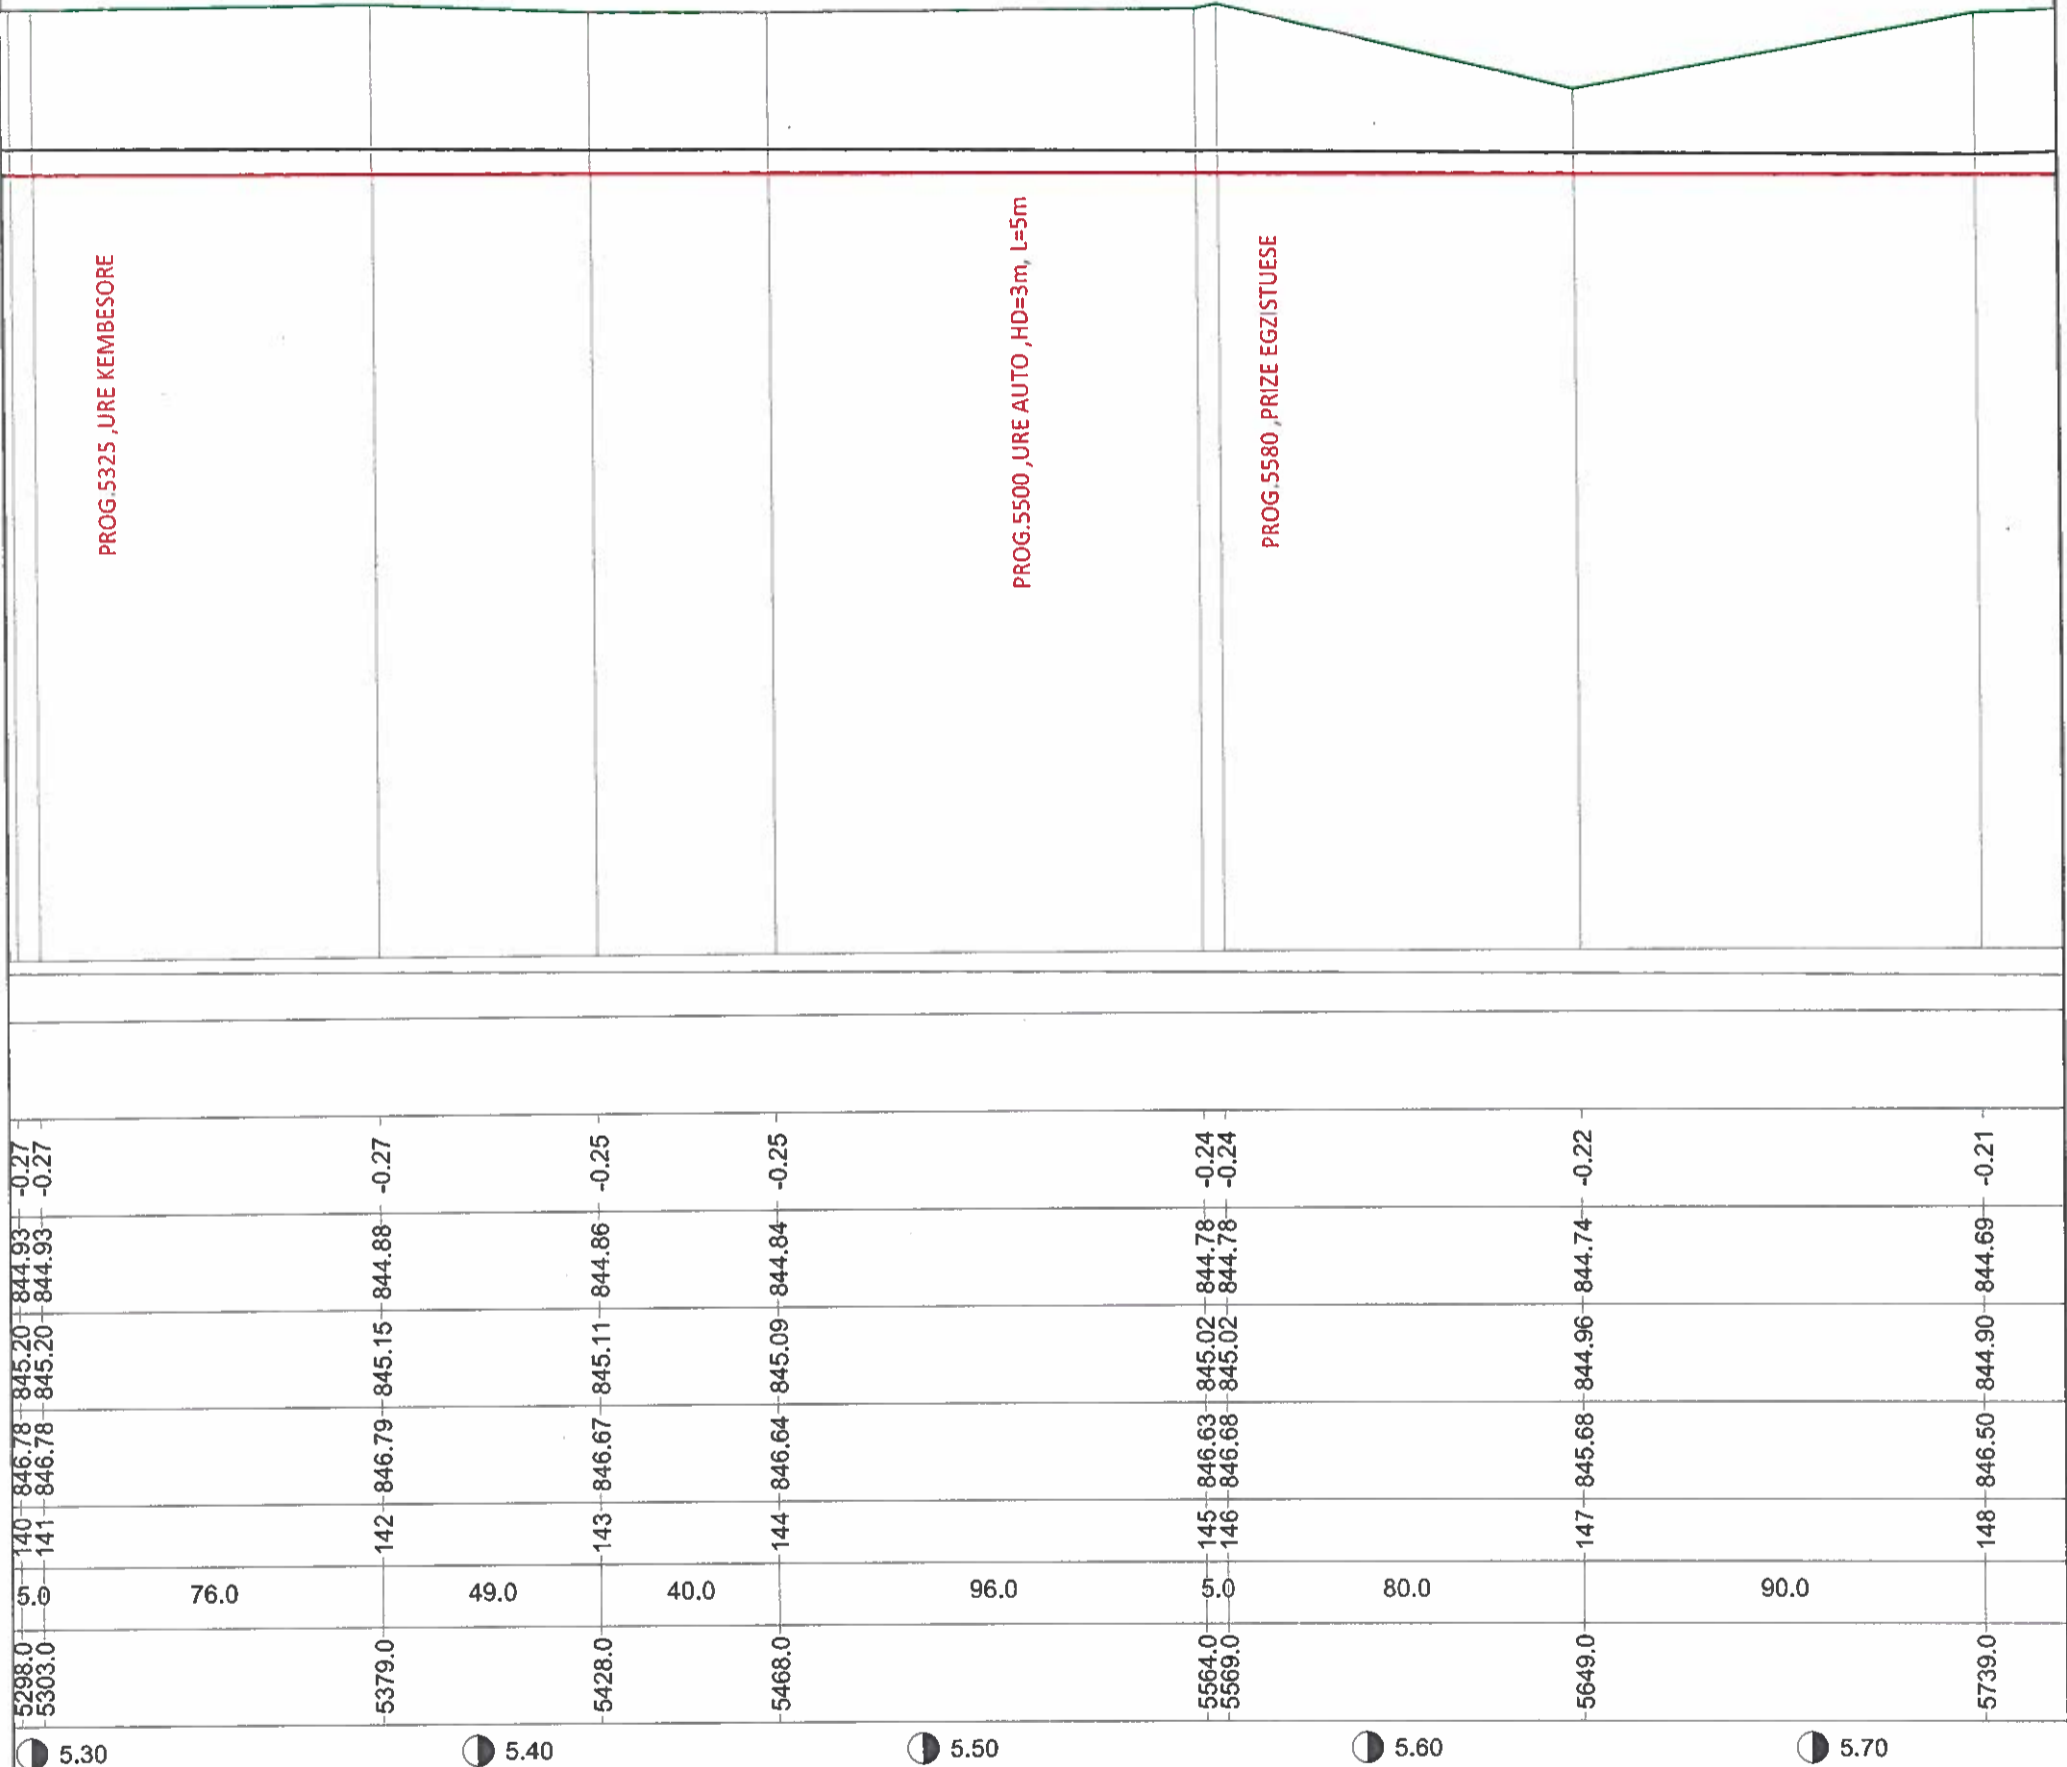 PROG.5325 ,URE KEMBESORE
PROG.5500 ,URE AUTO ,HD=3m, L=5m
PROG.5580 ,PRIZE EGZISTUESE
-0.27 -0.27 -0.27 -0.25 -0.25 -0.24 -0.24 -0.22 -0.21
844.93 844.93 844.88 844.86 844.84 844.78 844.78 844.74 844.69
845.20 845.20 845.15 845.11 845.09 845.02 845.02 844.96 844.90
846.78 846.78 846.79 846.67 846.64 846.63 846.68 845.68 846.50
140 141 142 143 144 145 146 147 148
5.0 76.0 49.0 40.0 96.0 5.0 80.0 90.0
5298.0 5303.0 5379.0 5428.0 5468.0 5564.0 5569.0 5649.0 5739.0
5.30 5.40 5.50 5.60 5.70